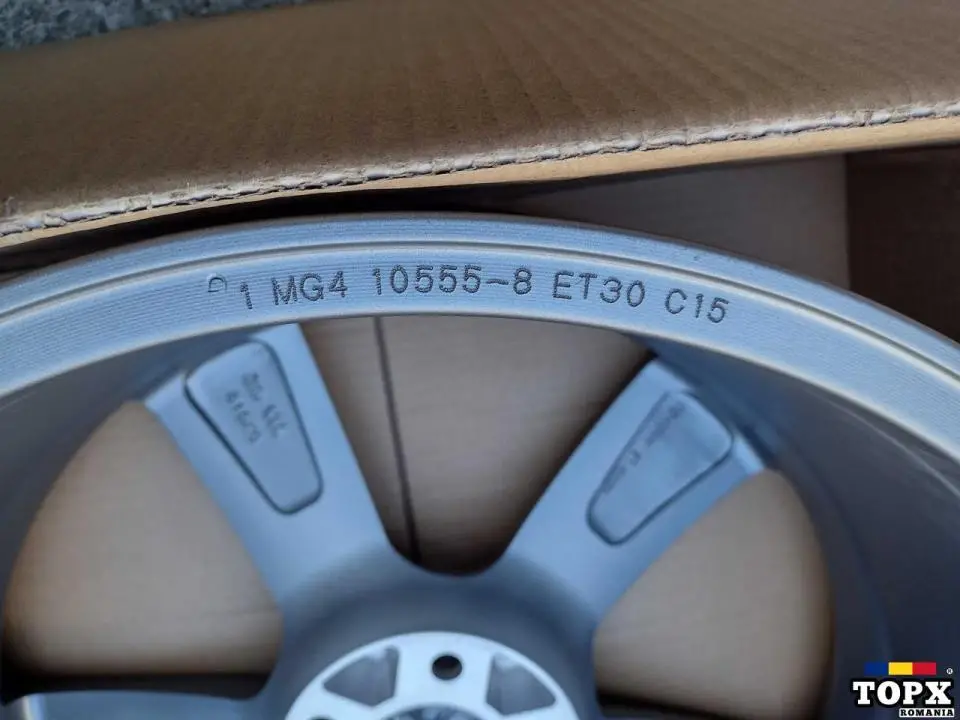 D 1 MG4 10555-8 ET30 C15
TOPX ®
ROMANIA